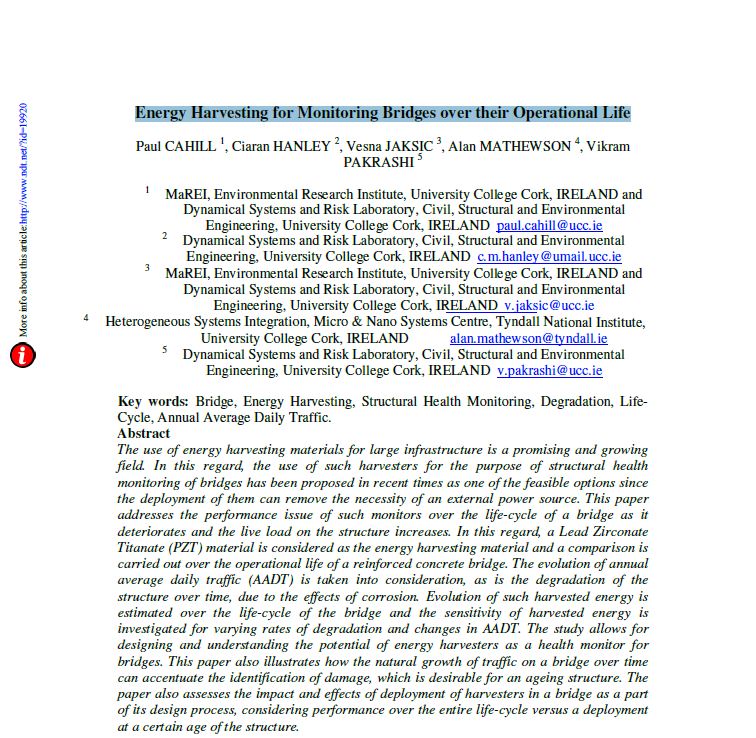 More info about this article:http://www.ndt.net/?id=19920
Energy Harvesting for Monitoring Bridges over their Operational Life
Paul CAHILL 1, Ciaran HANLEY 2, Vesna JAKSIC 3, Alan MATHEWSON 4, Vikram
PAKRASHI 5
1 MaREI, Environmental Research Institute, University College Cork, IRELAND and
Dynamical Systems and Risk Laboratory, Civil, Structural and Environmental
Engineering, University College Cork, IRELAND paul.cahill@ucc.ie
2 Dynamical Systems and Risk Laboratory, Civil, Structural and Environmental
Engineering, University College Cork, IRELAND c.m.hanley@umail.ucc.ie
3 MaREI, Environmental Research Institute, University College Cork, IRELAND and
Dynamical Systems and Risk Laboratory, Civil, Structural and Environmental
Engineering, University College Cork, IRELAND v.jaksic@ucc.ie
4 Heterogeneous Systems Integration, Micro & Nano Systems Centre, Tyndall National Institute,
University College Cork, IRELAND alan.mathewson@tyndall.ie
5 Dynamical Systems and Risk Laboratory, Civil, Structural and Environmental
Engineering, University College Cork, IRELAND v.pakrashi@ucc.ie
Key words: Bridge, Energy Harvesting, Structural Health Monitoring, Degradation, Life-
Cycle, Annual Average Daily Traffic.
Abstract
The use of energy harvesting materials for large infrastructure is a promising and growing
field. In this regard, the use of such harvesters for the purpose of structural health
monitoring of bridges has been proposed in recent times as one of the feasible options since
the deployment of them can remove the necessity of an external power source. This paper
addresses the performance issue of such monitors over the life-cycle of a bridge as it
deteriorates and the live load on the structure increases. In this regard, a Lead Zirconate
Titanate (PZT) material is considered as the energy harvesting material and a comparison is
carried out over the operational life of a reinforced concrete bridge. The evolution of annual
average daily traffic (AADT) is taken into consideration, as is the degradation of the
structure over time, due to the effects of corrosion. Evolution of such harvested energy is
estimated over the life-cycle of the bridge and the sensitivity of harvested energy is
investigated for varying rates of degradation and changes in AADT. The study allows for
designing and understanding the potential of energy harvesters as a health monitor for
bridges. This paper also illustrates how the natural growth of traffic on a bridge over time
can accentuate the identification of damage, which is desirable for an ageing structure. The
paper also assesses the impact and effects of deployment of harvesters in a bridge as a part
of its design process, considering performance over the entire life-cycle versus a deployment
at a certain age of the structure.